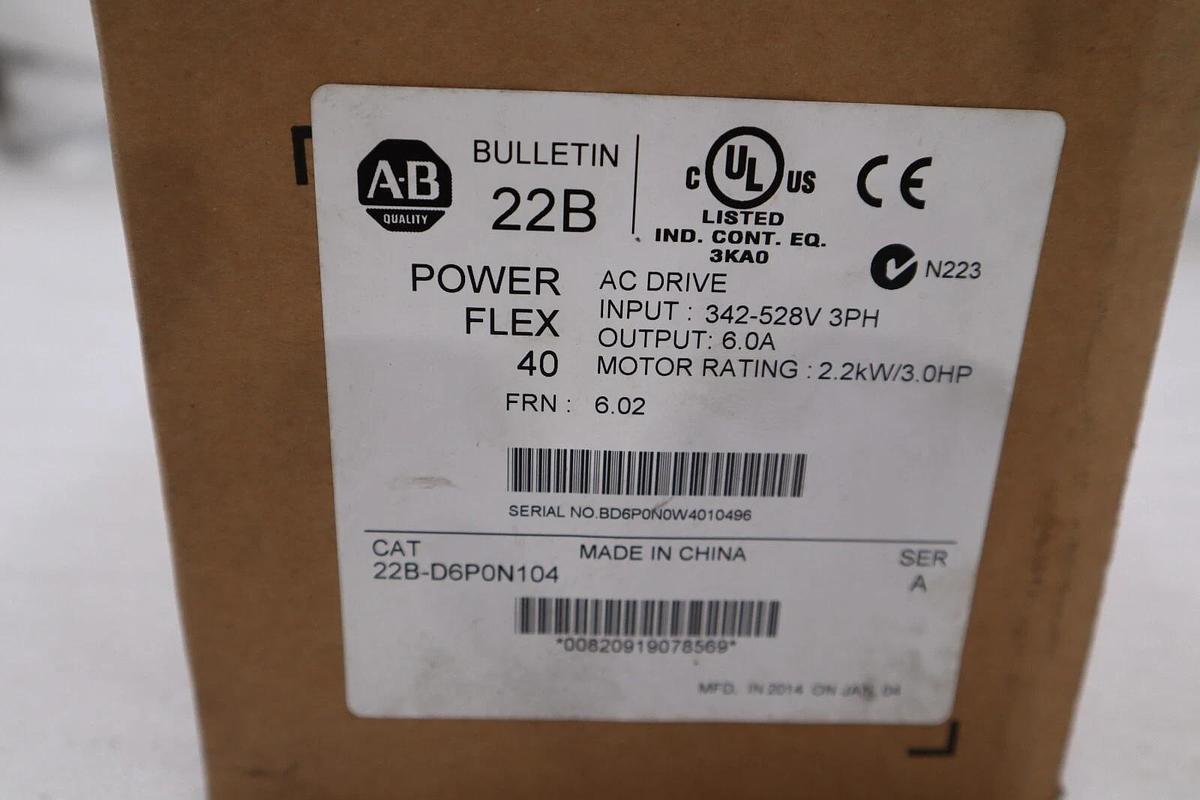 A·B
QUALITY
BULLETIN
22B
C UL US
LISTED
IND. CONT. EQ.
3KA0
CE
N223
POWER
FLEX
40
AC DRIVE
INPUT : 342-528V 3PH
OUTPUT: 6.0A
MOTOR RATING : 2.2kW/3.0HP
FRN : 6.02
SERIAL NO.BD6P0N0W4010496
CAT
22B-D6P0N104
MADE IN CHINA
SER
A
*00820919078569*
MFD. IN 2014 ON JAN. 06